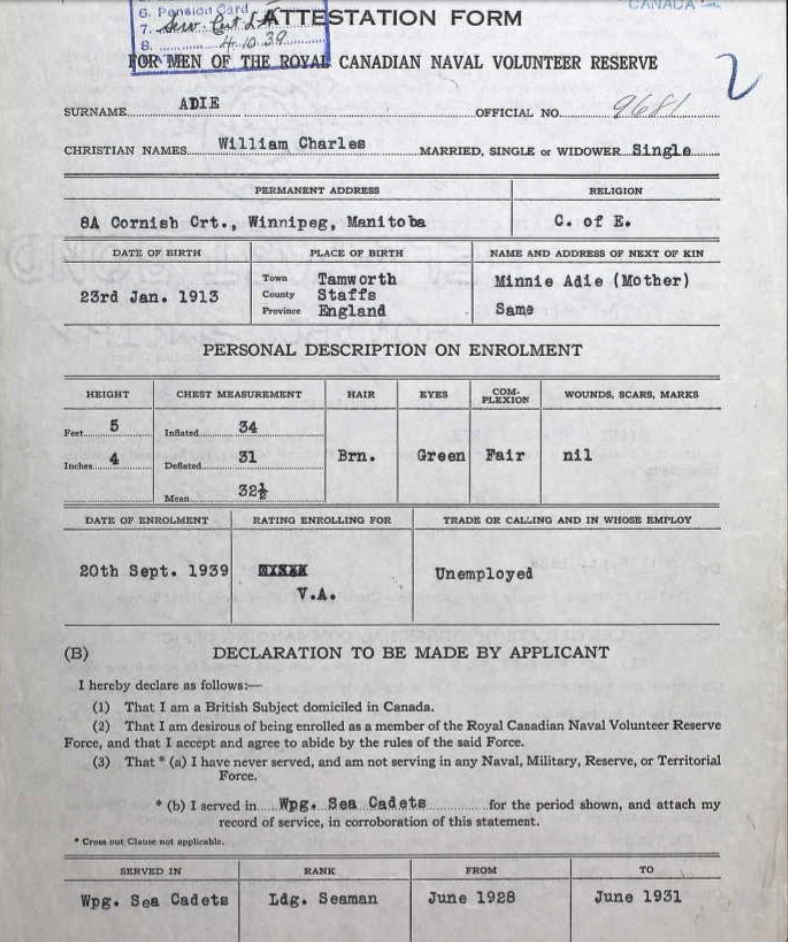 6. Pension Card
7. Serv. Cert
8. 4.10.39
CANADA
ATTESTATION FORM
FOR MEN OF THE ROYAL CANADIAN NAVAL VOLUNTEER RESERVE
2
SURNAME ADIE OFFICIAL NO. 9681
CHRISTIAN NAMES William Charles MARRIED, SINGLE or WIDOWER Single
PERMANENT ADDRESS RELIGION
8A Cornish Crt., Winnipeg, Manitoba C. of E.
DATE OF BIRTH PLACE OF BIRTH NAME AND ADDRESS OF NEXT OF KIN
23rd Jan. 1913 Town Tamworth Minnie Adie (Mother)
County Staffs
Province England Same
PERSONAL DESCRIPTION ON ENROLMENT
HEIGHT CHEST MEASUREMENT HAIR EYES COM-PLEXION WOUNDS, SCARS, MARKS
Feet 5 Inflated 34
Inches 4 Deflated 31 Brn. Green Fair nil
Mean 32½
DATE OF ENROLMENT RATING ENROLLING FOR TRADE OR CALLING AND IN WHOSE EMPLOY
20th Sept. 1939 V.A. Unemployed
(B) DECLARATION TO BE MADE BY APPLICANT
I hereby declare as follows:—
(1) That I am a British Subject domiciled in Canada.
(2) That I am desirous of being enrolled as a member of the Royal Canadian Naval Volunteer Reserve
Force, and that I accept and agree to abide by the rules of the said Force.
(3) That * (a) I have never served, and am not serving in any Naval, Military, Reserve, or Territorial
Force.
* (b) I served in Wpg. Sea Cadets for the period shown, and attach my
record of service, in corroboration of this statement.
* Cross out Clause not applicable.
SERVED IN RANK FROM TO
Wpg. Sea Cadets Ldg. Seaman June 1928 June 1931